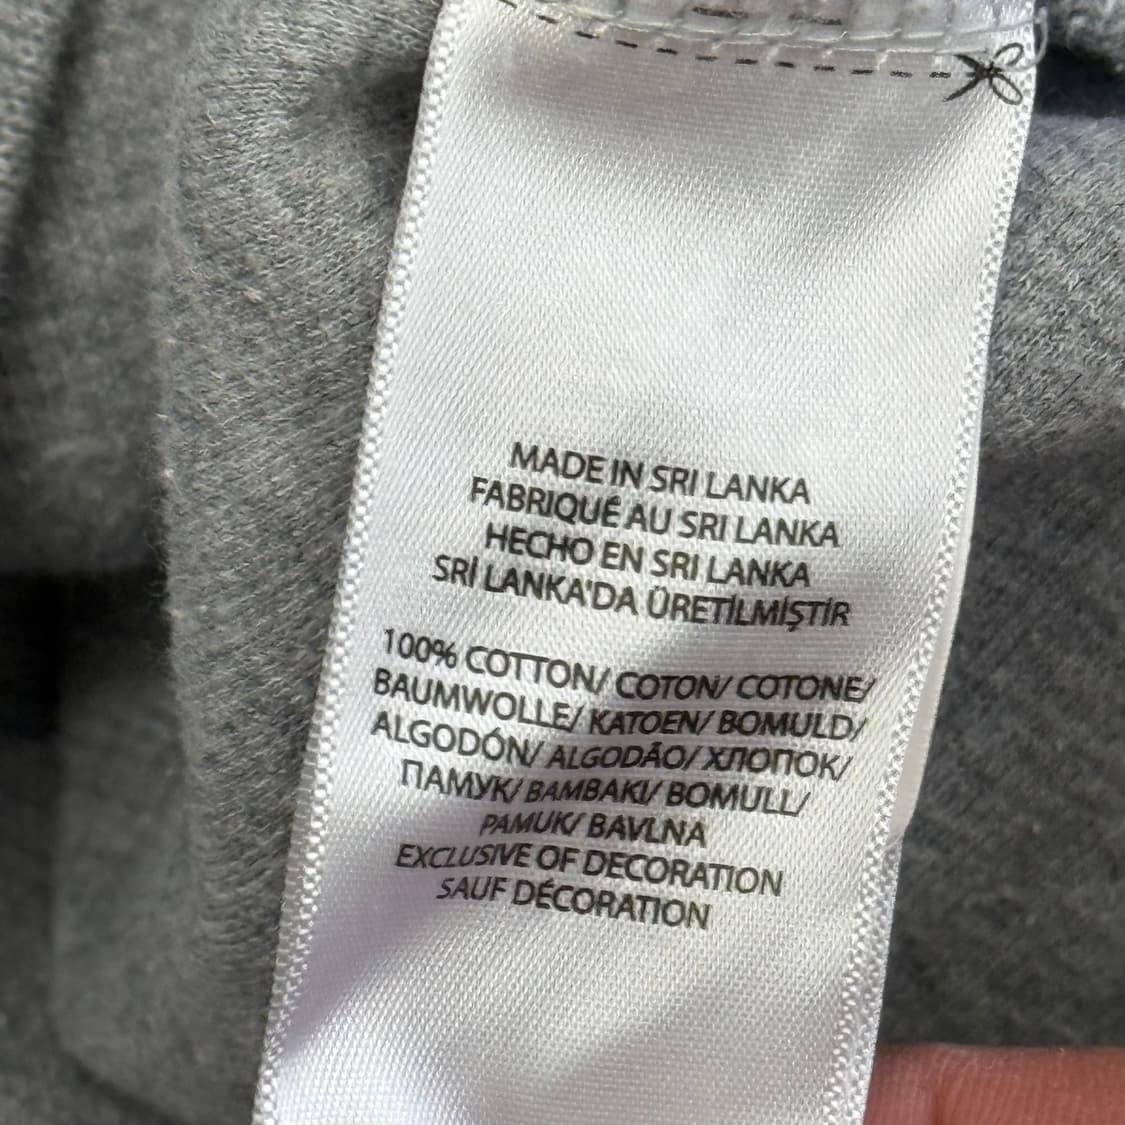 MADE IN SRI LANKA
FABRIQUÉ AU SRI LANKA
HECHO EN SRI LANKA
SRİ LANKA'DA ÜRETİLMİŞTİR
100% COTTON/ COTON/ COTONE/
BAUMWOLLE/ KATOEN/ BOMULD/
ALGODÓN/ ALGODÃO/ ХЛОПОК/
ПАМУК/ BAMBAKI/ BOMULL/
PAMUK/ BAVLNA
EXCLUSIVE OF DECORATION
SAUF DÉCORATION